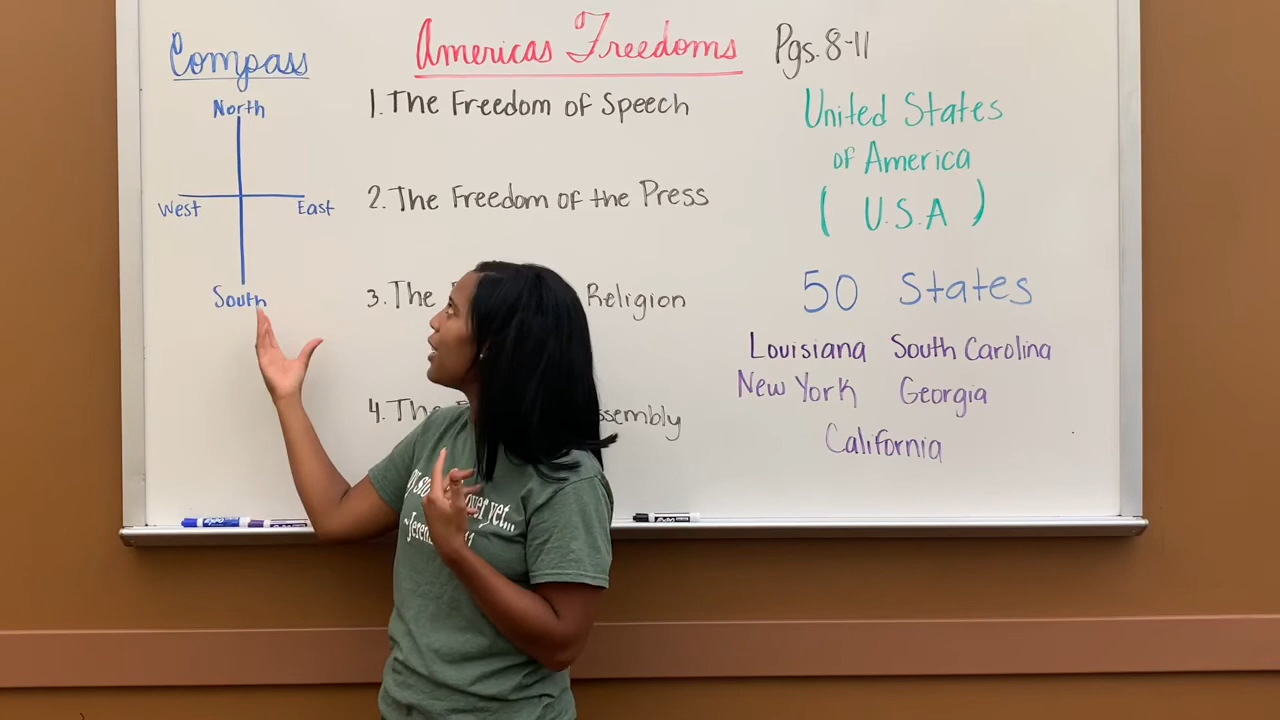 Compass
North
West East
South
Americas Freedoms
Pgs. 8-11
1. The Freedom of Speech
2. The Freedom of the Press
3. The Religion
4. The
United States
of America
( U.S.A )
50 States
Louisiana South Carolina
New York Georgia
California
yet...